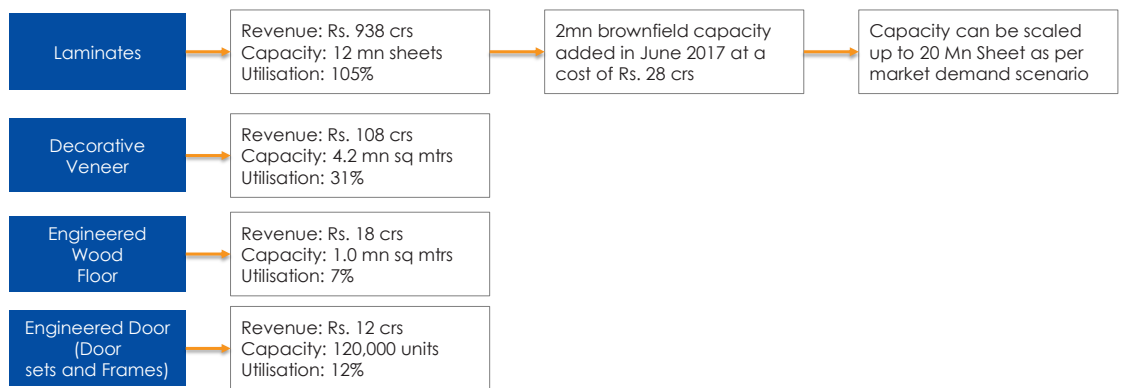 Laminates
Revenue: Rs. 938 crs
Capacity: 12 mn sheets
Utilisation: 105%
2mn brownfield capacity
added in June 2017 at a
cost of Rs. 28 crs
Capacity can be scaled
up to 20 Mn Sheet as per
market demand scenario
Decorative
Veneer
Revenue: Rs. 108 crs
Capacity: 4.2 mn sq mtrs
Utilisation: 31%
Engineered
Wood
Floor
Revenue: Rs. 18 crs
Capacity: 1.0 mn sq mtrs
Utilisation: 7%
Engineered Door
(Door
sets and Frames)
Revenue: Rs. 12 crs
Capacity: 120,000 units
Utilisation: 12%